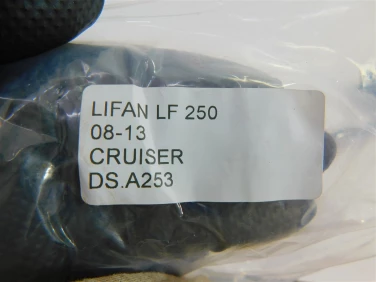 LIFAN LF 250
08-13
CRUISER
DS.A253